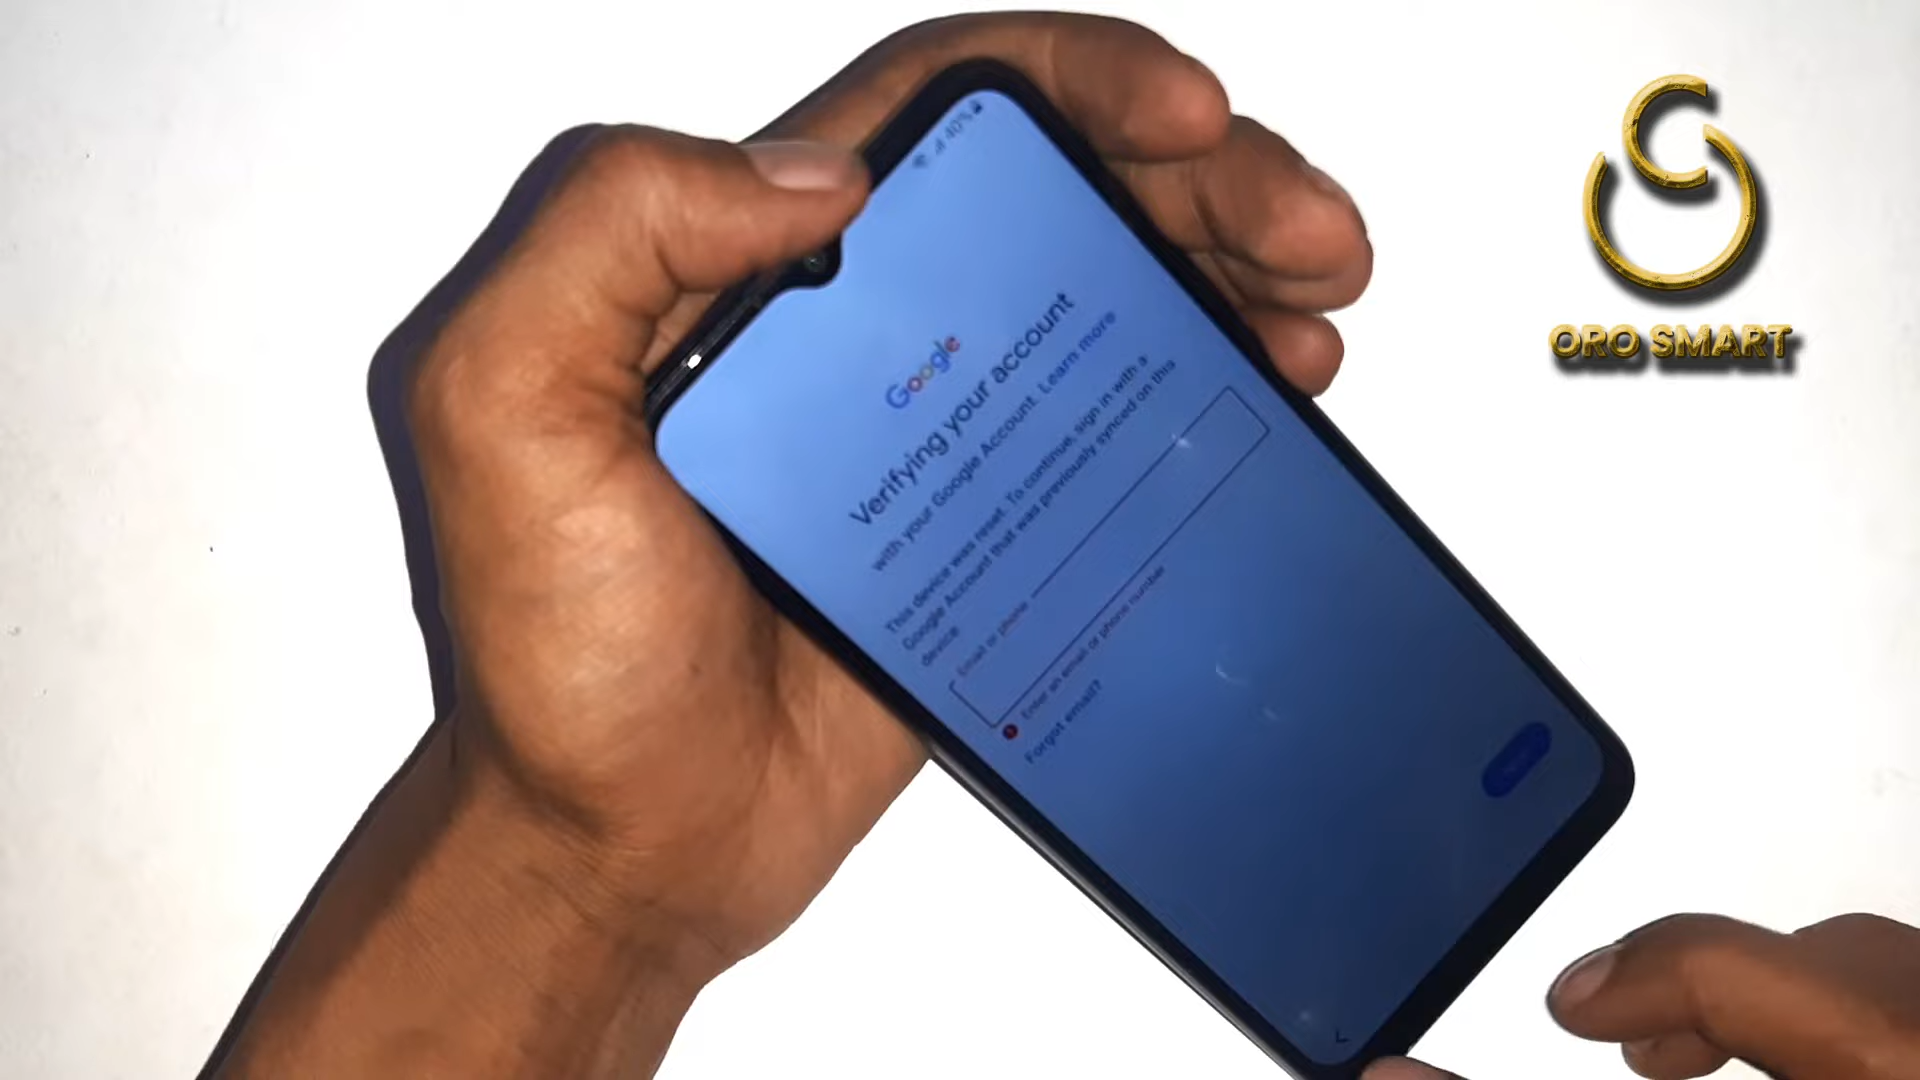 40%
Google
Verifying your account
with your Google Account. Learn more
This device was reset. To continue, sign in with a
Google Account that was previously synced on this
device
Email or phone
Enter an email or phone number
Forgot email?
ORO SMART